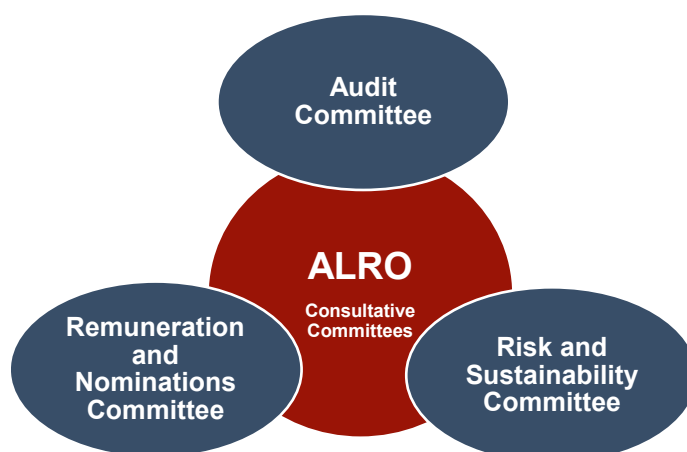 Audit
Committee
ALRO
Consultative
Committees
Remuneration
and
Nominations
Committee
Risk and
Sustainability
Committee